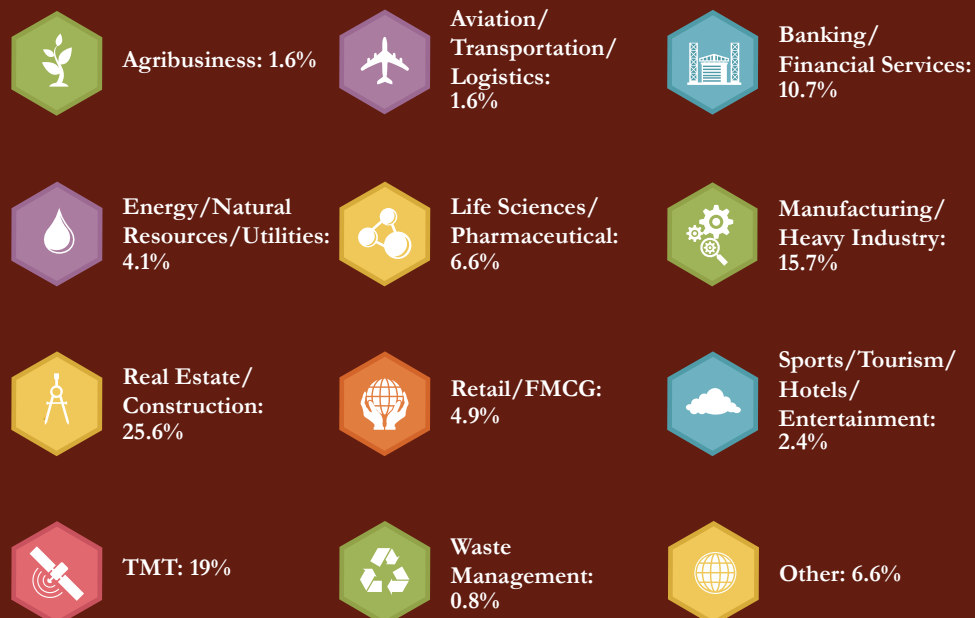 Agribusiness: 1.6%
Aviation/
Transportation/
Logistics:
1.6%
Banking/
Financial Services:
10.7%
Energy/Natural
Resources/Utilities:
4.1%
Life Sciences/
Pharmaceutical:
6.6%
Manufacturing/
Heavy Industry:
15.7%
Real Estate/
Construction:
25.6%
Retail/FMCG:
4.9%
Sports/Tourism/
Hotels/
Entertainment:
2.4%
TMT: 19%
Waste
Management:
0.8%
Other: 6.6%